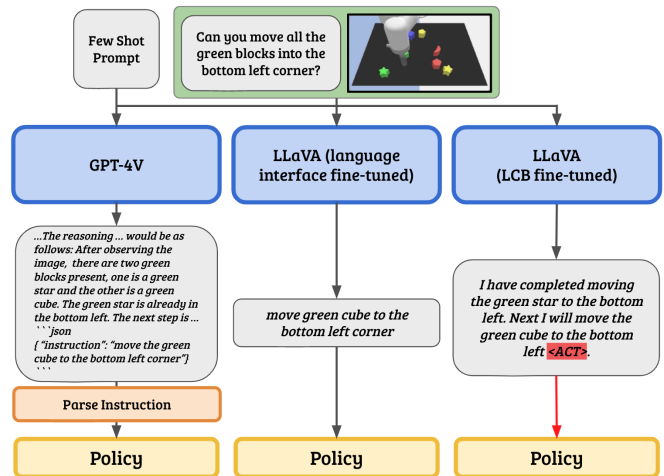 Few Shot
Prompt
Can you move all the
green blocks into the
bottom left corner?
GPT-4V
LLaVA (language
interface fine-tuned)
LLaVA
(LCB fine-tuned)
...The reasoning ... would be as
follows: After observing the
image, there are two green
blocks present, one is a green
star and the other is a green
cube. The green star is already in
the bottom left. The next step is ...
```json
{ "instruction": "move the green
cube to the bottom left corner"}
```
move green cube to the
bottom left corner
I have completed moving
the green star to the bottom
left. Next I will move the
green cube to the bottom
left <ACT>.
Parse Instruction
Policy
Policy
Policy